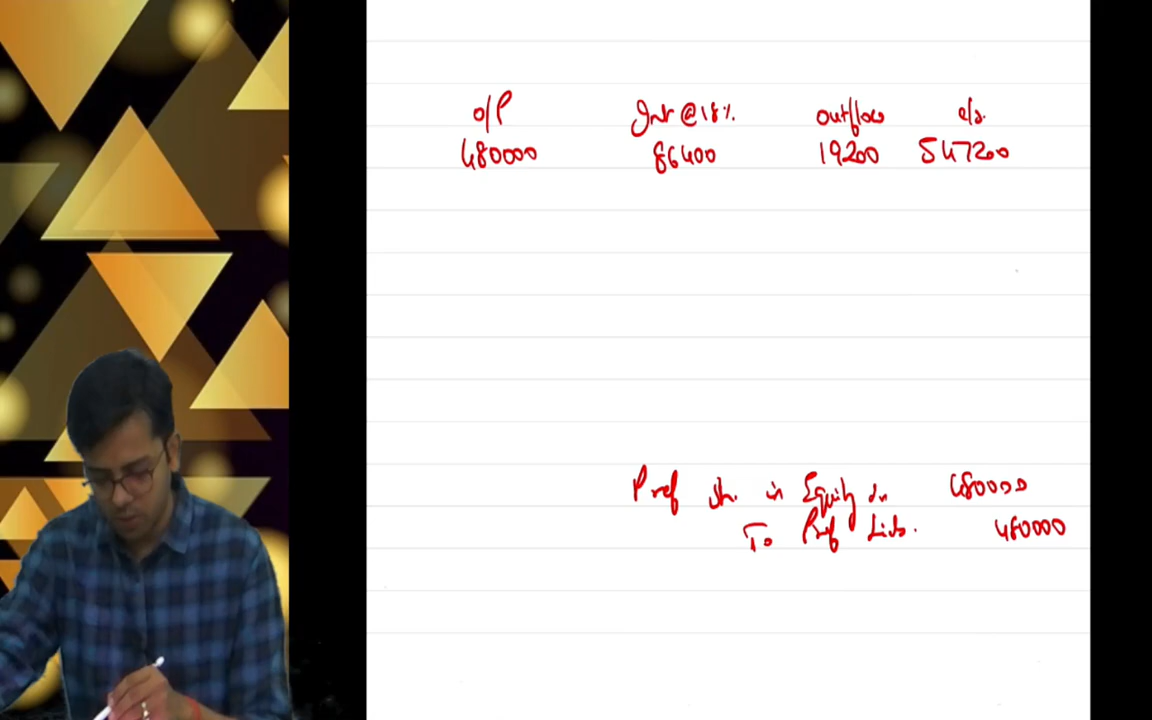 o/P Int @ 18% outflow c/s.
480000 86400 19200 547200
Pref sh. in Equity Dr 480000
To Pref Liab. 480000